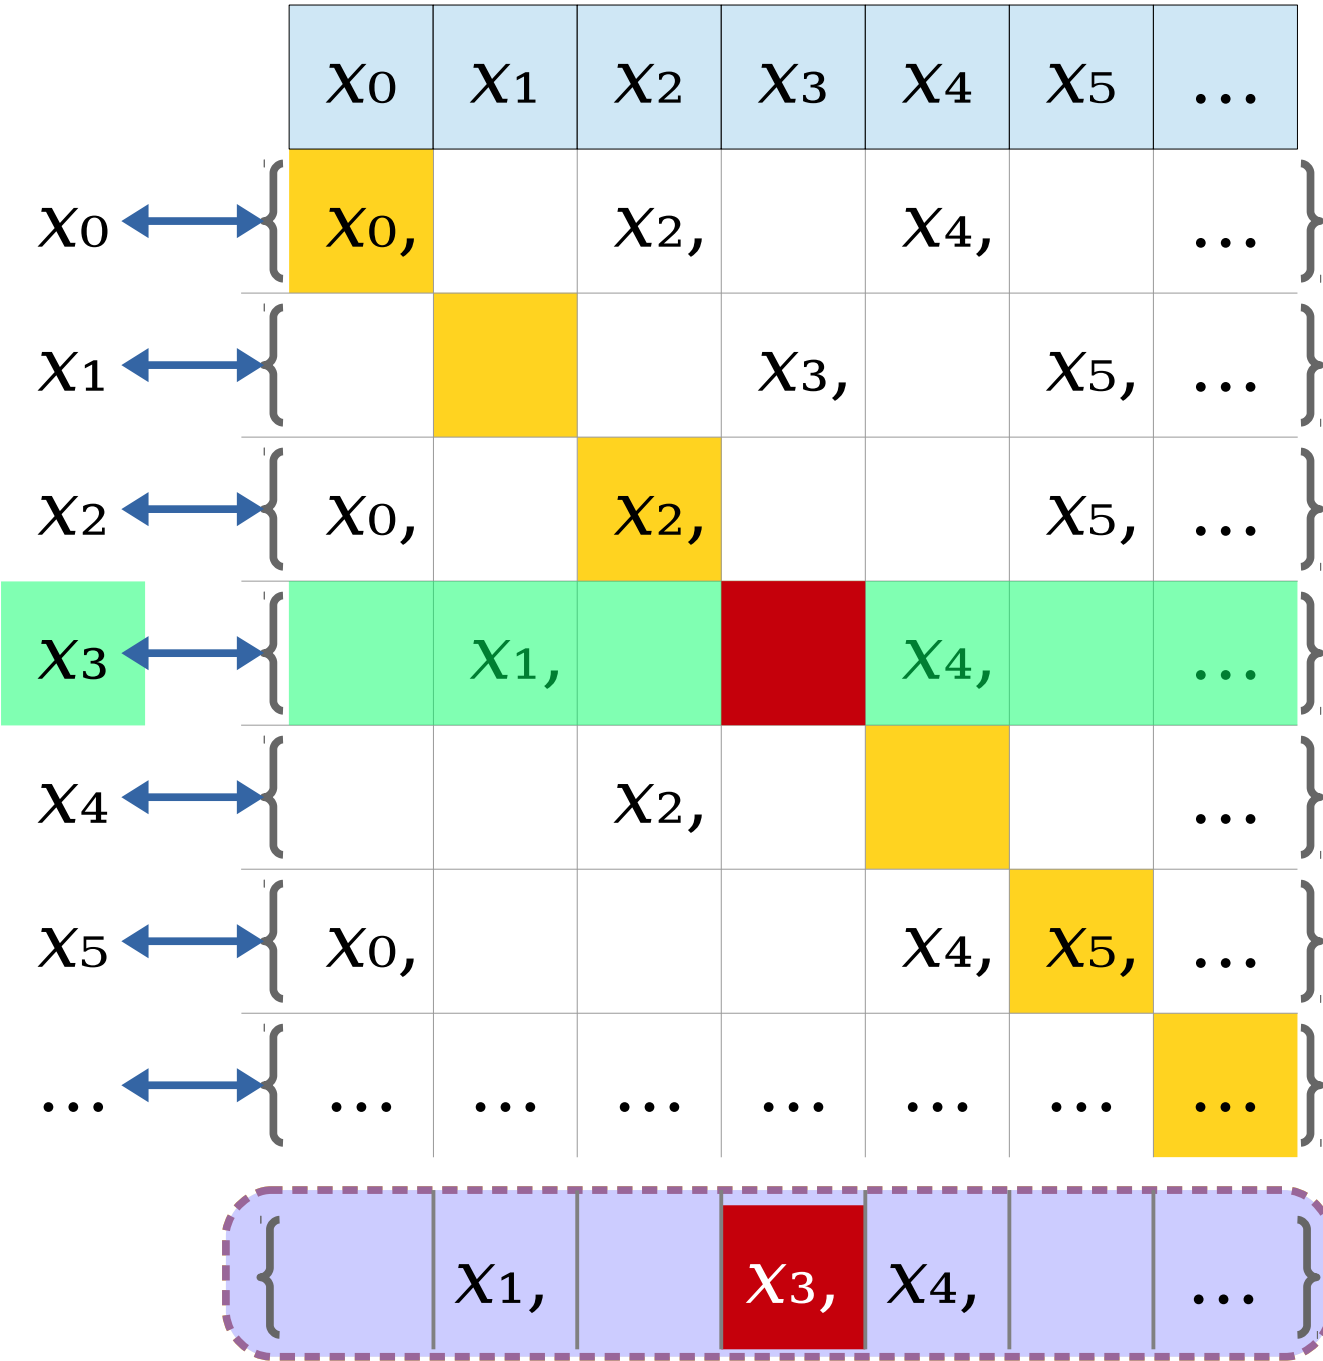 x₀ x₁ x₂ x₃ x₄ x₅ ...
x₀ { x₀, x₂, x₄, ... }
x₁ { x₃, x₅, ... }
x₂ { x₀, x₂, x₅, ... }
x₃ { x₁, x₄, ... }
x₄ { x₂, ... }
x₅ { x₀, x₄, x₅, ... }
... { ... ... ... ... ... ... ... }
{ x₁, x₃, x₄, ... }